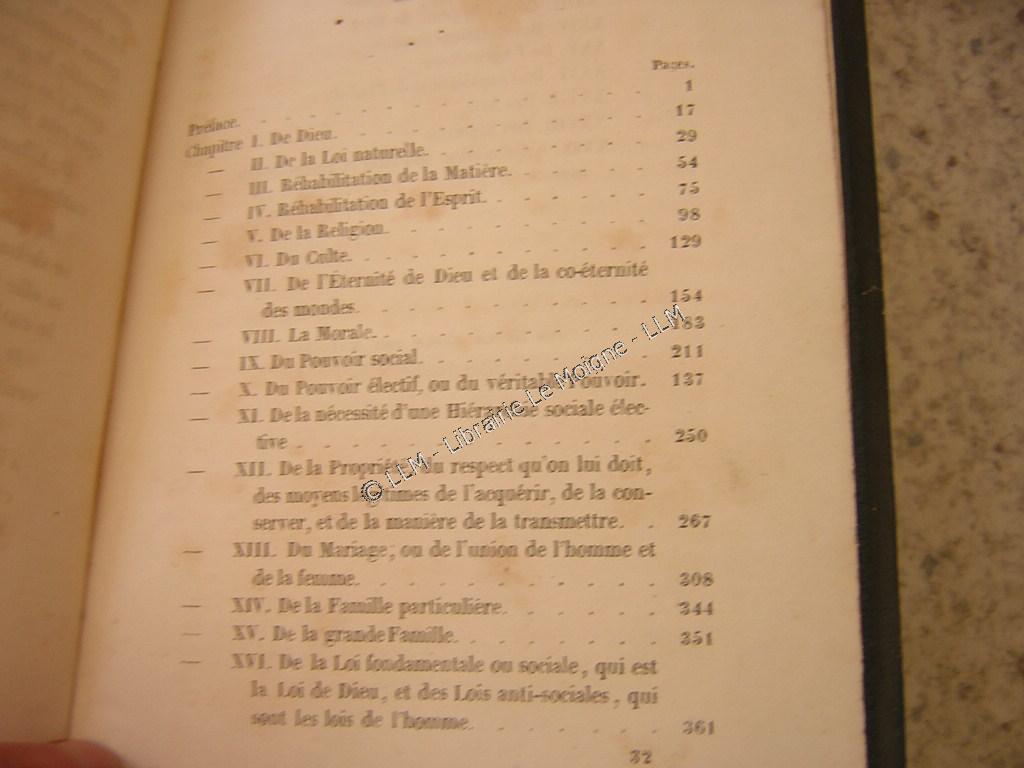 Pages.
Préface. . . . . . . . . . . . . 1
Chapitre I. De Dieu. . . . . . . . . . . 17
— II. De la Loi naturelle. . . . . . . . 29
— III. Réhabilitation de la Matière. . . . . . 54
— IV. Réhabilitation de l'Esprit. . . . . . . 75
— V. De la Religion. . . . . . . . . . 98
— VI. Du Culte. . . . . . . . . . . 129
— VII. De l'Éternité de Dieu et de la co-éternité
des mondes. . . . . . . . . . . 154
— VIII. La Morale. . . . . . . . . . . 183
— IX. Du Pouvoir social. . . . . . . . . 211
— X. Du Pouvoir électif, ou du véritable Pouvoir. 137
— XI. De la nécessité d'une Hiérarchie sociale élec-
tive . . . . . . . . . . . . . 250
— XII. De la Propriété, du respect qu'on lui doit,
des moyens légitimes de l'acquérir, de la con-
server, et de la manière de la transmettre. . 267
— XIII. Du Mariage; ou de l'union de l'homme et
de la femme. . . . . . . . . . . 308
— XIV. De la Famille particulière. . . . . . 344
— XV. De la grande Famille. . . . . . . . 351
— XVI. De la Loi fondamentale ou sociale, qui est
la Loi de Dieu, et des Lois anti-sociales, qui
sont les lois de l'homme. . . . . . . 361
32
© LLM - Librairie Le Moigne - LLM